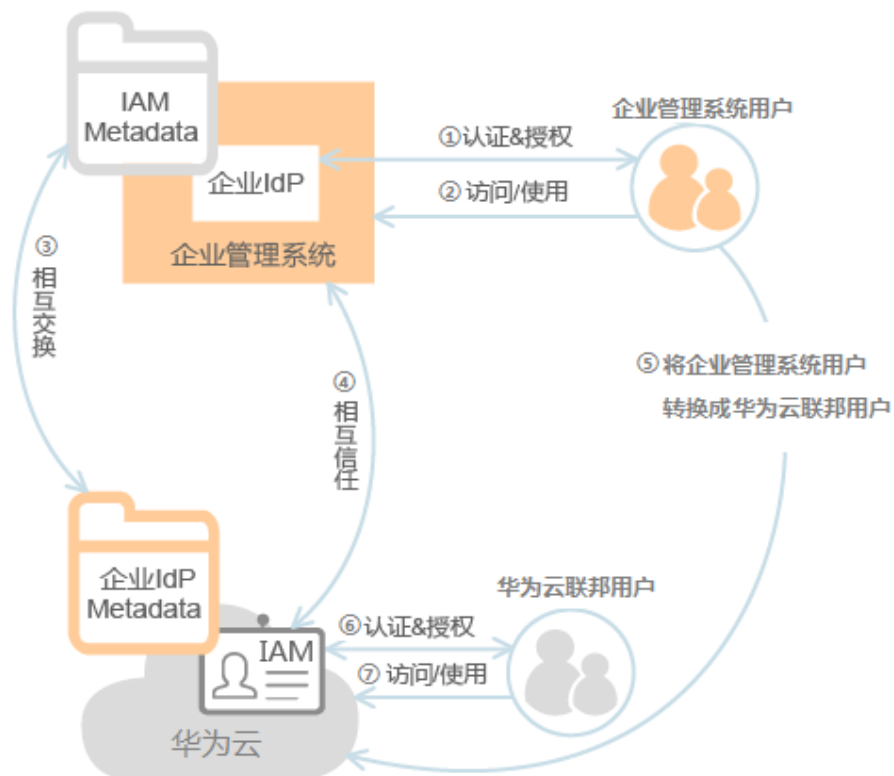 IAM
Metadata
企业IdP
企业管理系统
企业管理系统用户
①认证&授权
② 访问/使用
③
相互交换
④
相互信任
⑤ 将企业管理系统用户
转换成华为云联邦用户
企业IdP
Metadata
IAM
华为云
华为云联邦用户
⑥认证&授权
⑦ 访问/使用